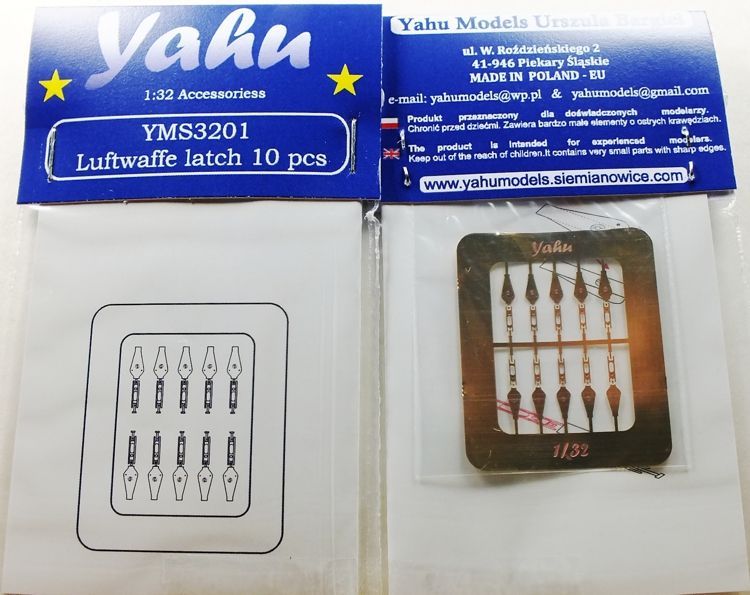 Yahu
1:32 Accessoriess
YMS3201
Luftwaffe latch 10 pcs
Yahu Models Urszula Bargiel
ul. W. Roździeńskiego 2
41-946 Piekary Śląskie
MADE IN POLAND - EU
e-mail: yahumodels@wp.pl & yahumodels@gmail.com
Produkt przeznaczony dla doświadczonych modelarzy.
Chronić przed dziećmi. Zawiera bardzo małe elementy o ostrych krawędziach.
The product is intended for experienced modelers.
Keep out of the reach of children.It contains very small parts with sharp edges.
www.yahumodels.siemianowice.com
Yahu
1/32